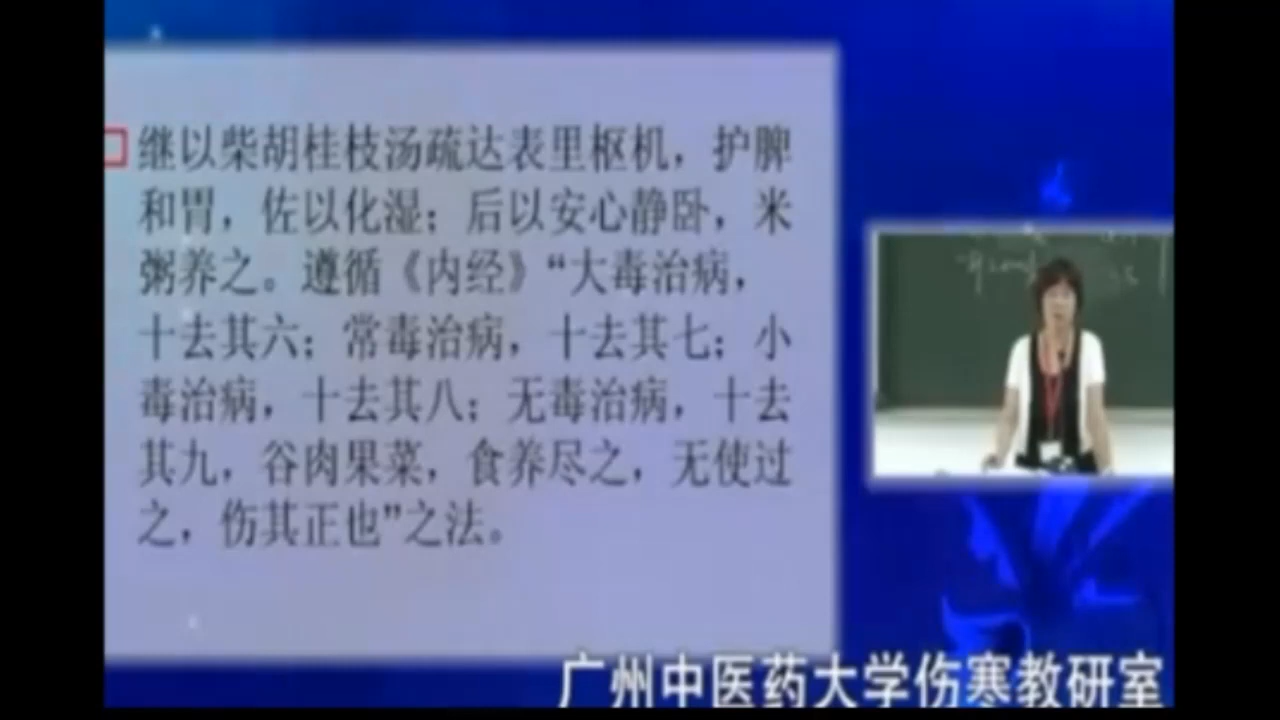 继以柴胡桂枝汤疏达表里枢机，护脾
和胃，佐以化湿；后以安心静卧，米
粥养之。遵循《内经》“大毒治病，
十去其六；常毒治病，十去其七；小
毒治病，十去其八；无毒治病，十去
其九，谷肉果菜，食养尽之，无使过
之，伤其正也”之法。
广州中医药大学伤寒教研室